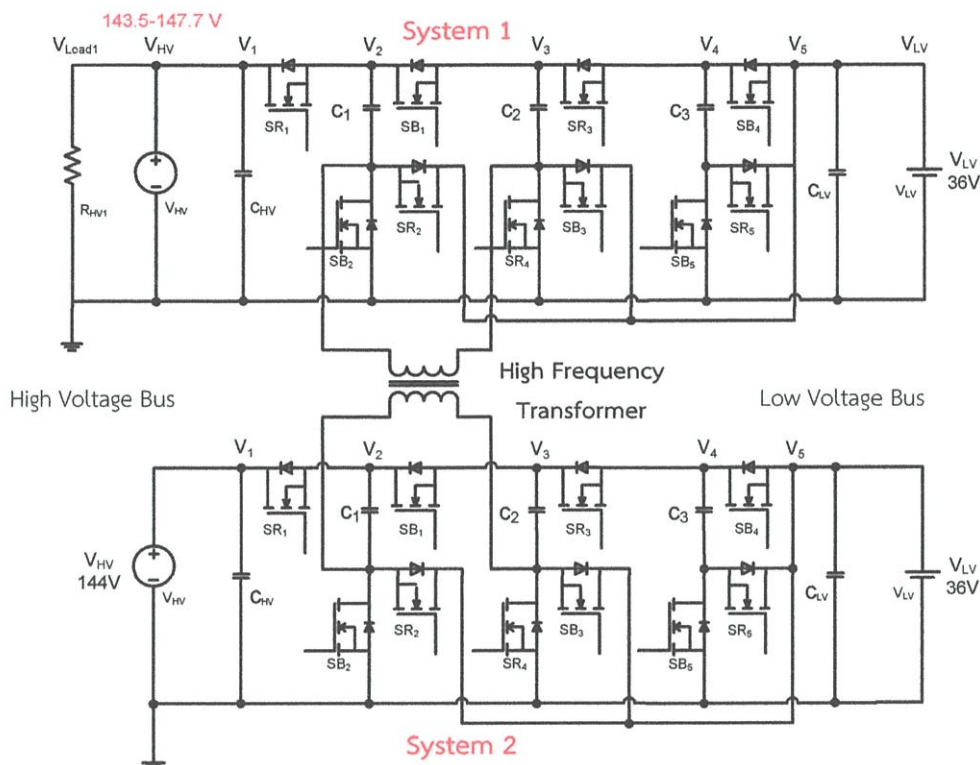 143.5-147.7 V
System 1
VLoad1
VHV
V1
V2
V3
V4
V5
VLV
SR1
C1
SB1
C2
SR3
C3
SB4
RHV1
VHV
CHV
SB2
SR2
SR4
SB3
SB5
SR5
CLV
VLV
VLV
36V
High Voltage Bus
High Frequency
Transformer
Low Voltage Bus
V1
V2
V3
V4
V5
SR1
C1
SB1
C2
SR3
C3
SB4
VHV
144V
VHV
CHV
SB2
SR2
SR4
SB3
SB5
SR5
CLV
VLV
VLV
36V
System 2